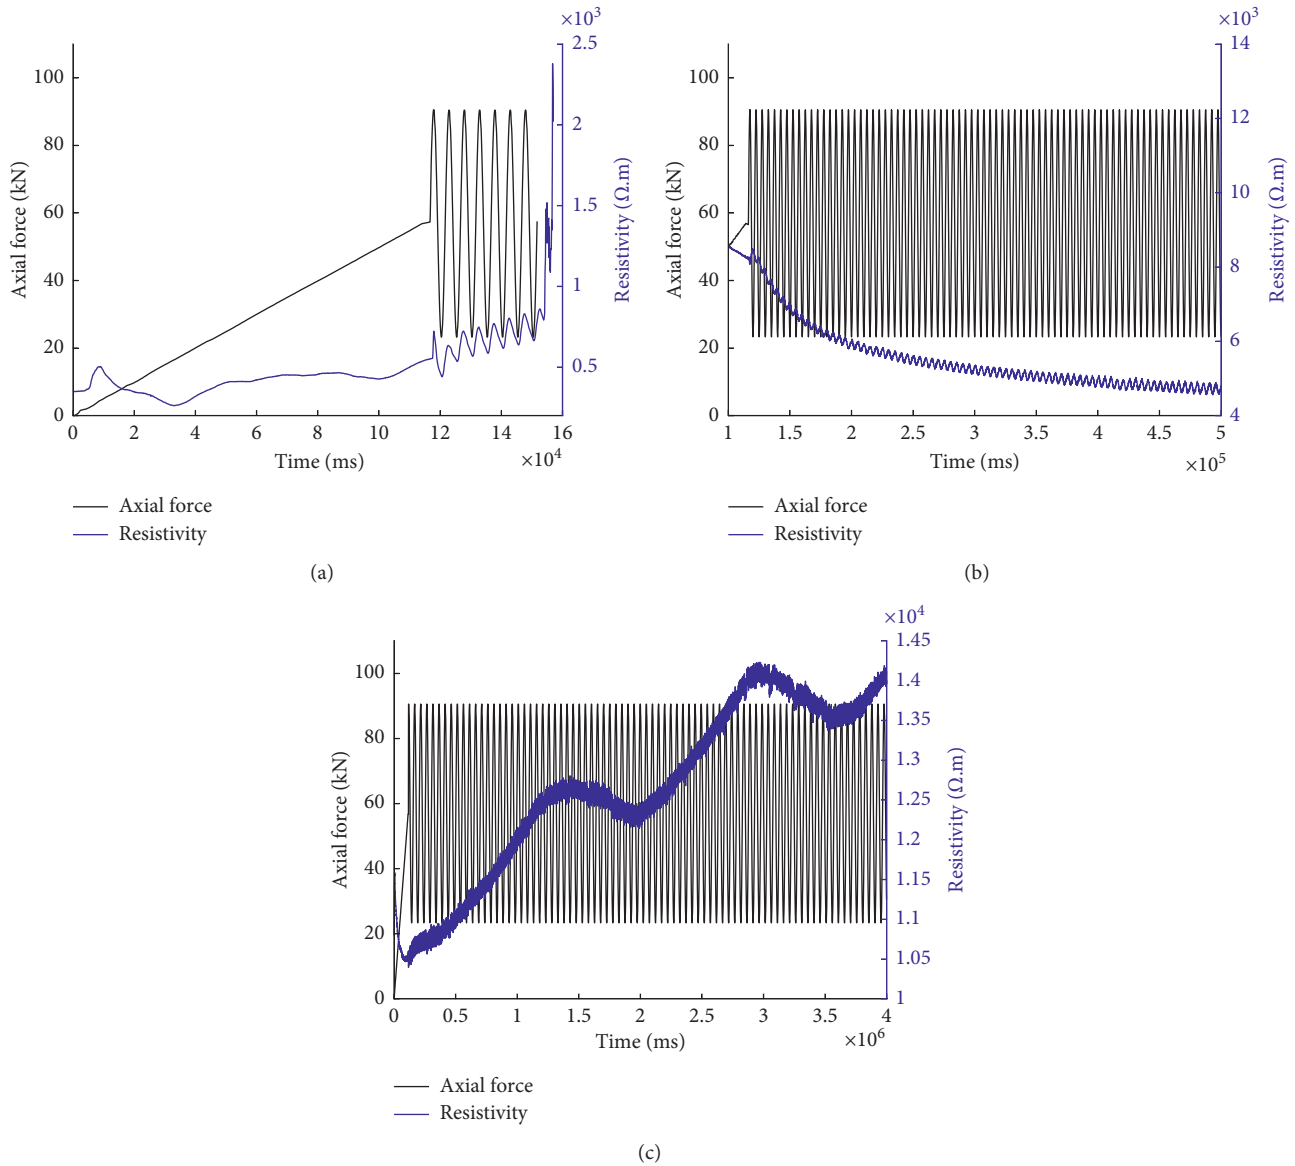 ×10³
2.5
2
1.5
1
0.5
100
80
60
40
20
0
Axial force (kN)
Resistivity (Ω.m)
0 2 4 6 8 10 12 14 16
Time (ms)
×10⁴
Axial force
Resistivity
(a)
×10³
14
12
10
8
6
4
100
80
60
40
20
0
Axial force (kN)
Resistivity (Ω.m)
1 1.5 2 2.5 3 3.5 4 4.5 5
Time (ms)
×10⁵
Axial force
Resistivity
(b)
×10⁴
1.45
1.4
1.35
1.3
1.25
1.2
1.15
1.1
1.05
1
100
80
60
40
20
0
Axial force (kN)
Resistivity (Ω.m)
0 0.5 1 1.5 2 2.5 3 3.5 4
Time (ms)
×10⁶
Axial force
Resistivity
(c)